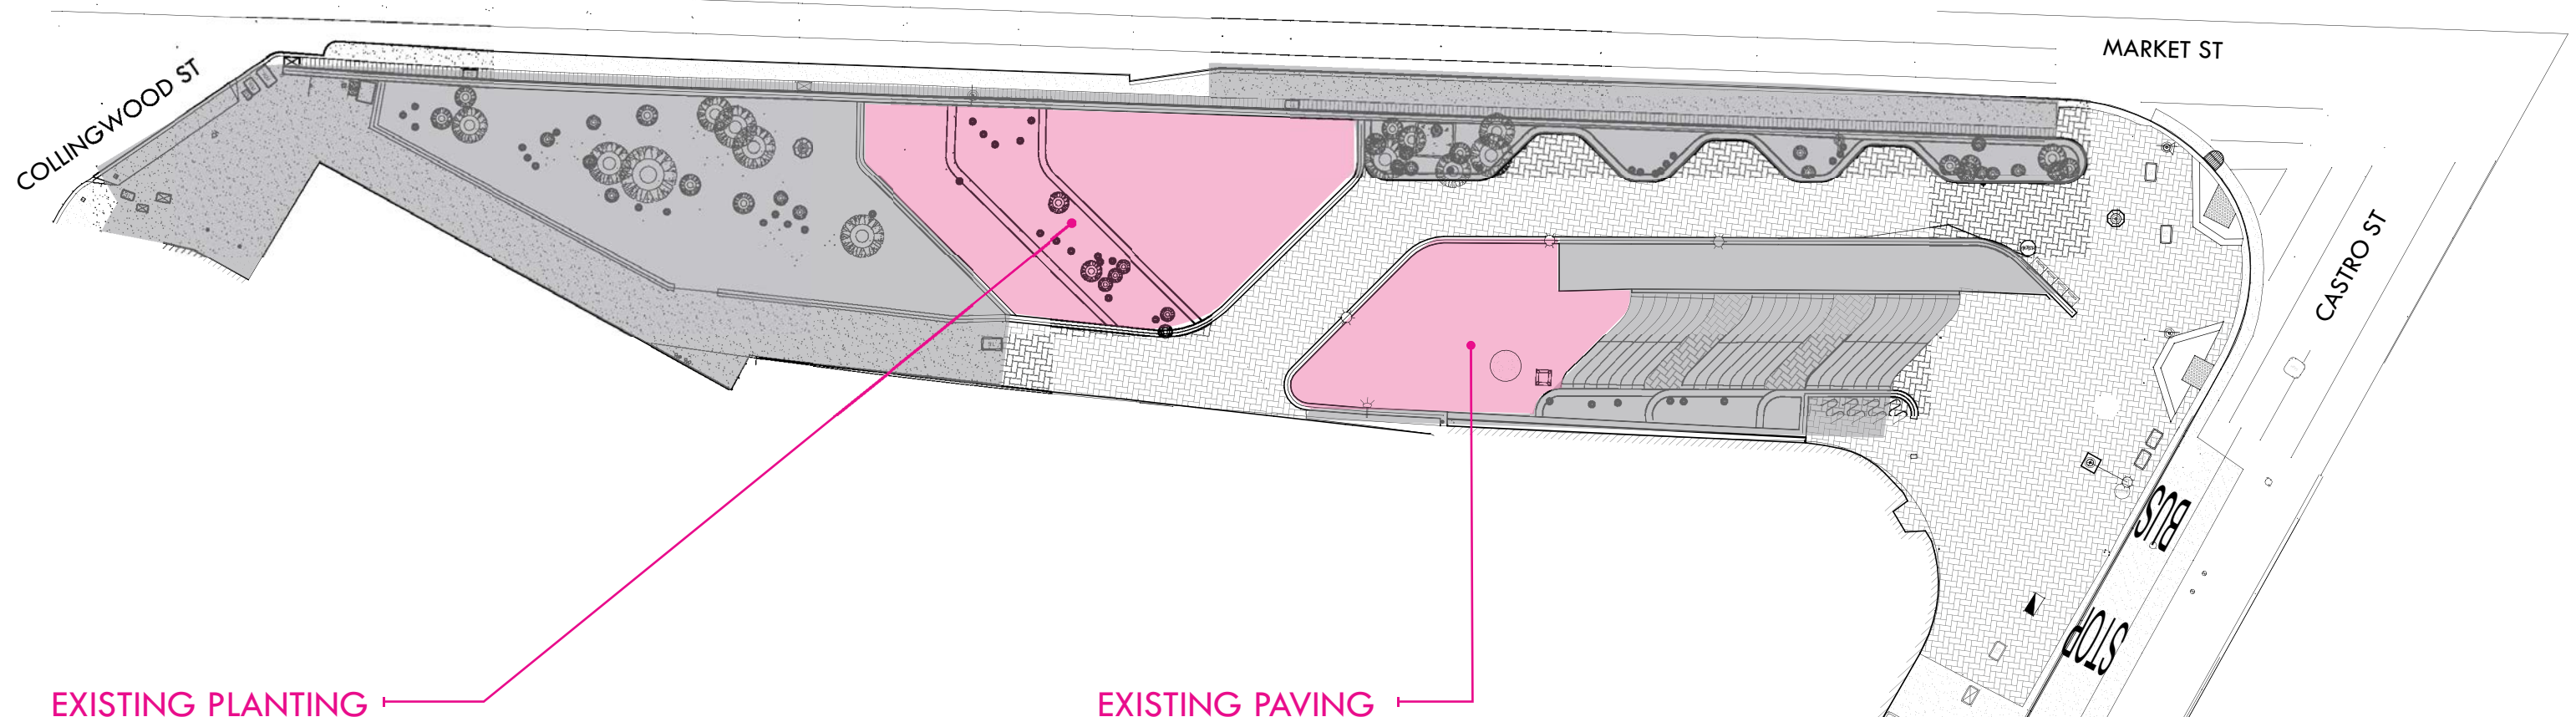 MARKET ST
COLLINGWOOD ST
CASTRO ST
BUS
STOP
EXISTING PLANTING
EXISTING PAVING